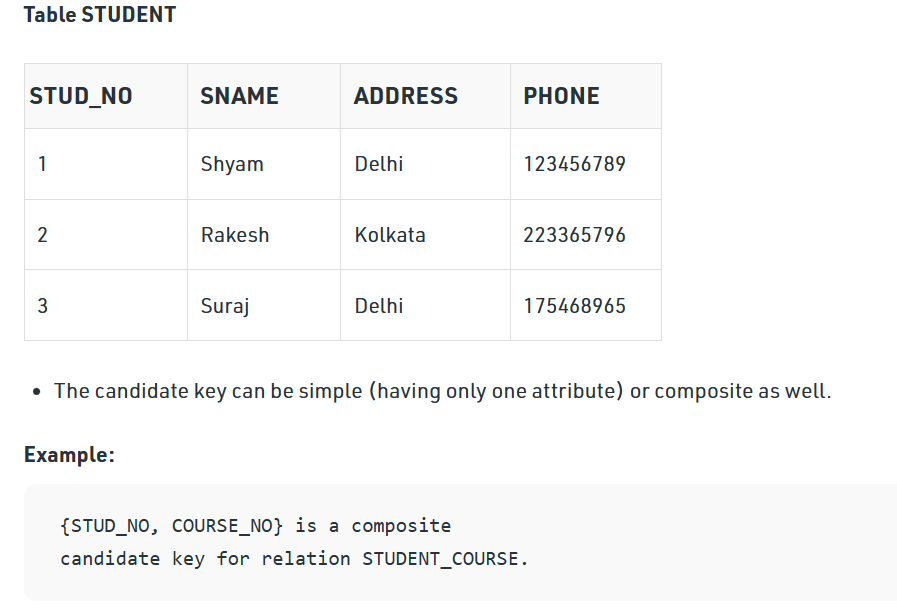 Table STUDENT
STUD_NO SNAME ADDRESS PHONE
1 Shyam Delhi 123456789
2 Rakesh Kolkata 223365796
3 Suraj Delhi 175468965
• The candidate key can be simple (having only one attribute) or composite as well.
Example:
{STUD_NO, COURSE_NO} is a composite
candidate key for relation STUDENT_COURSE.